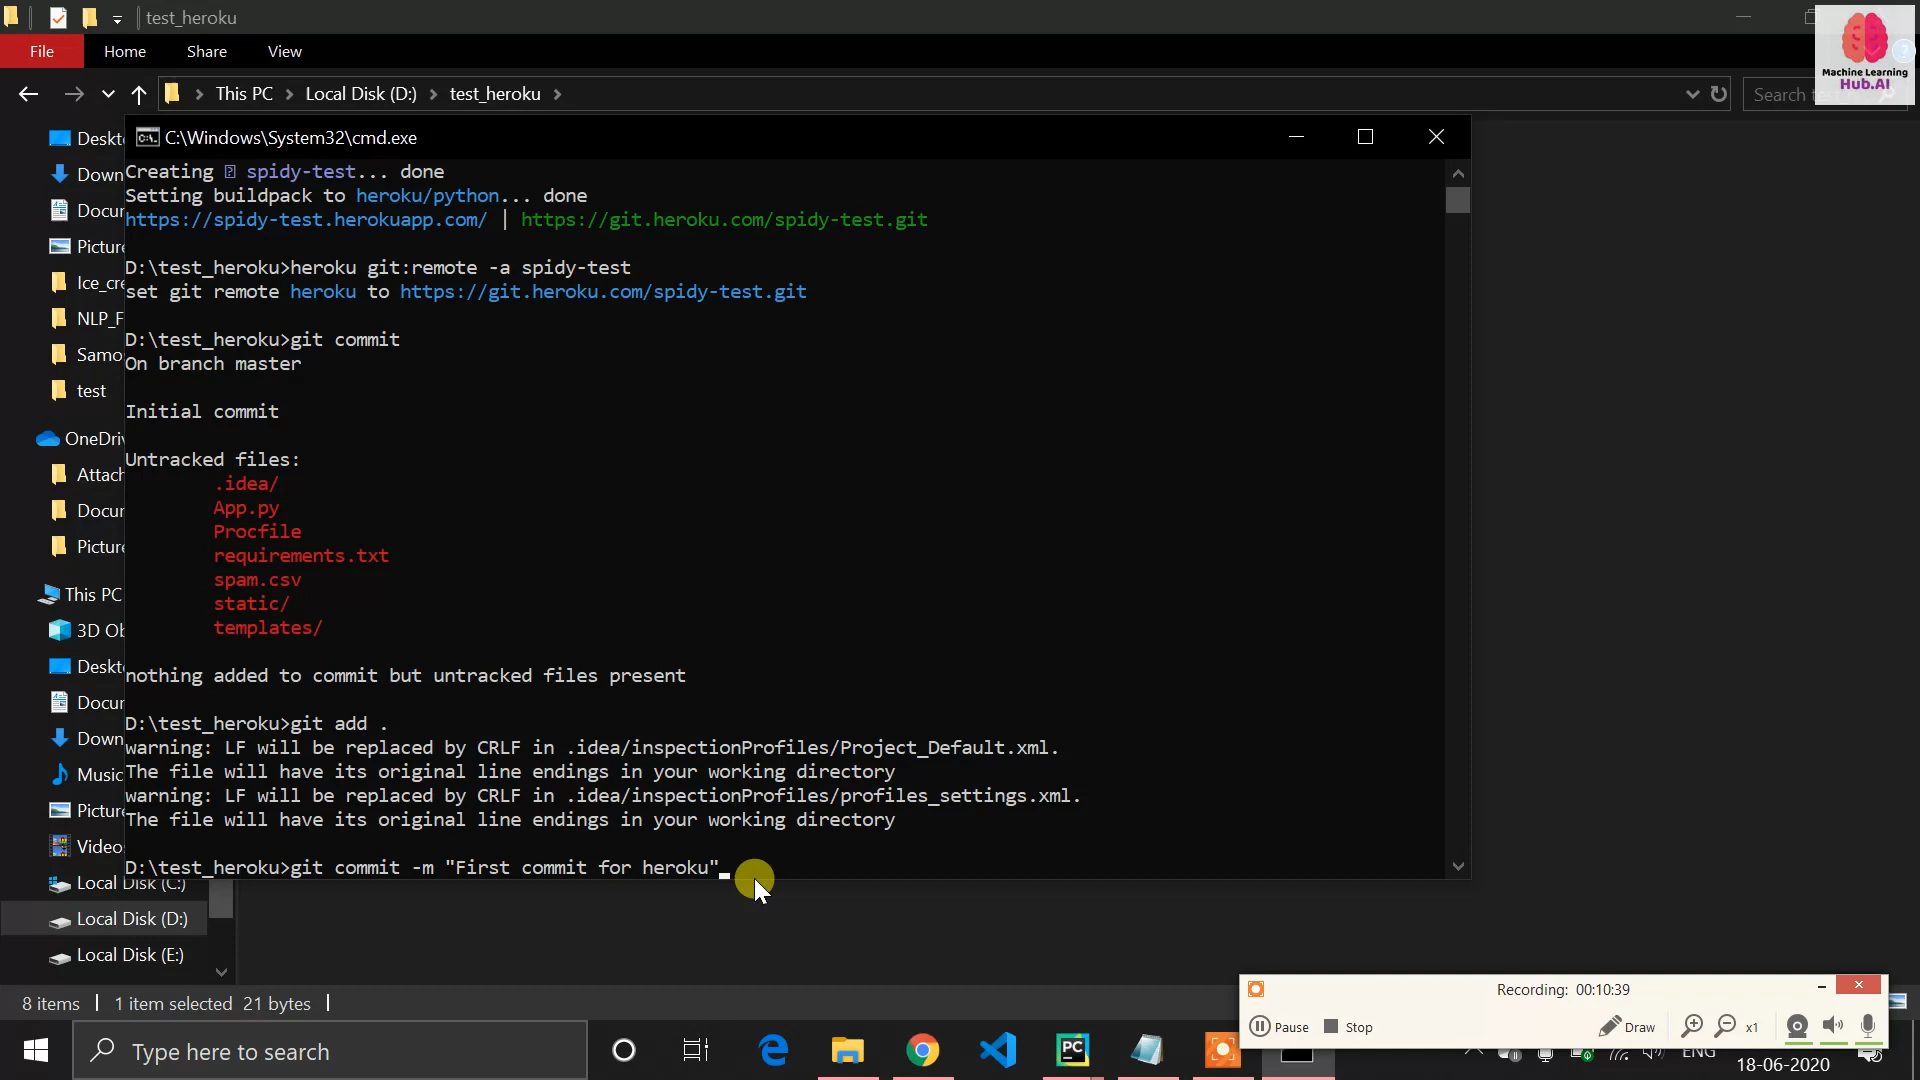 test_heroku
File Home Share View
This PC Local Disk (D:) test_heroku
Search
Machine Learning
Hub.AI
C:\Windows\System32\cmd.exe
Creating spidy-test... done
Setting buildpack to heroku/python... done
https://spidy-test.herokuapp.com/ | https://git.heroku.com/spidy-test.git
D:\test_heroku>heroku git:remote -a spidy-test
set git remote heroku to https://git.heroku.com/spidy-test.git
D:\test_heroku>git commit
On branch master
Initial commit
Untracked files:
.idea/
App.py
Procfile
requirements.txt
spam.csv
static/
templates/
nothing added to commit but untracked files present
D:\test_heroku>git add .
warning: LF will be replaced by CRLF in .idea/inspectionProfiles/Project_Default.xml.
The file will have its original line endings in your working directory
warning: LF will be replaced by CRLF in .idea/inspectionProfiles/profiles_settings.xml.
The file will have its original line endings in your working directory
D:\test_heroku>git commit -m "First commit for heroku"
Deskt
Down
Docur
Picture
Ice_cre
NLP_F
Samo
test
OneDriv
Attach
Docur
Picture
This PC
3D Ob
Deskt
Docur
Down
Music
Picture
Video
Local Disk (C:)
Local Disk (D:)
Local Disk (E:)
8 items 1 item selected 21 bytes
Recording: 00:10:39
Pause Stop Draw x1
Type here to search
PC
ENG
18-06-2020